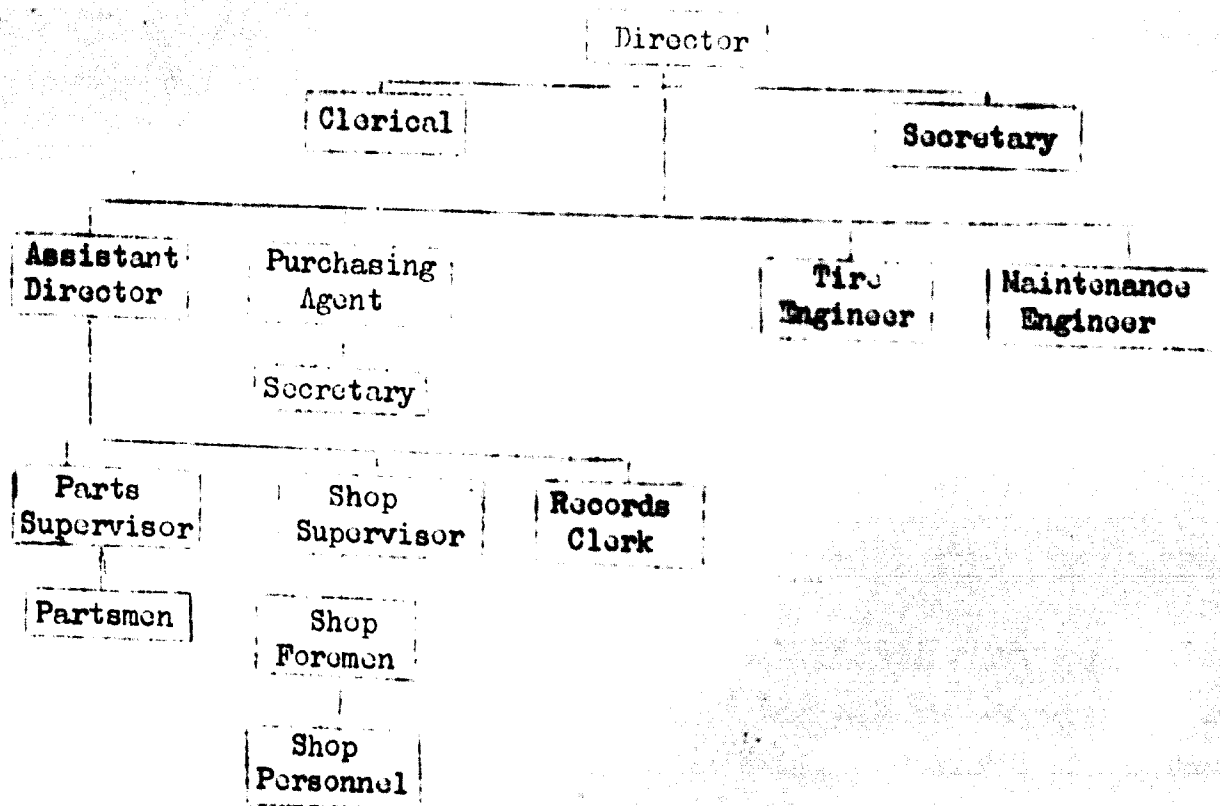 Director
Clerical
Secretary
Assistant
Director
Purchasing
Agent
Tire
Engineer
Maintenance
Engineer
Secretary
Parts
Supervisor
Shop
Supervisor
Records
Clerk
Partsmen
Shop
Foremen
Shop
Personnel